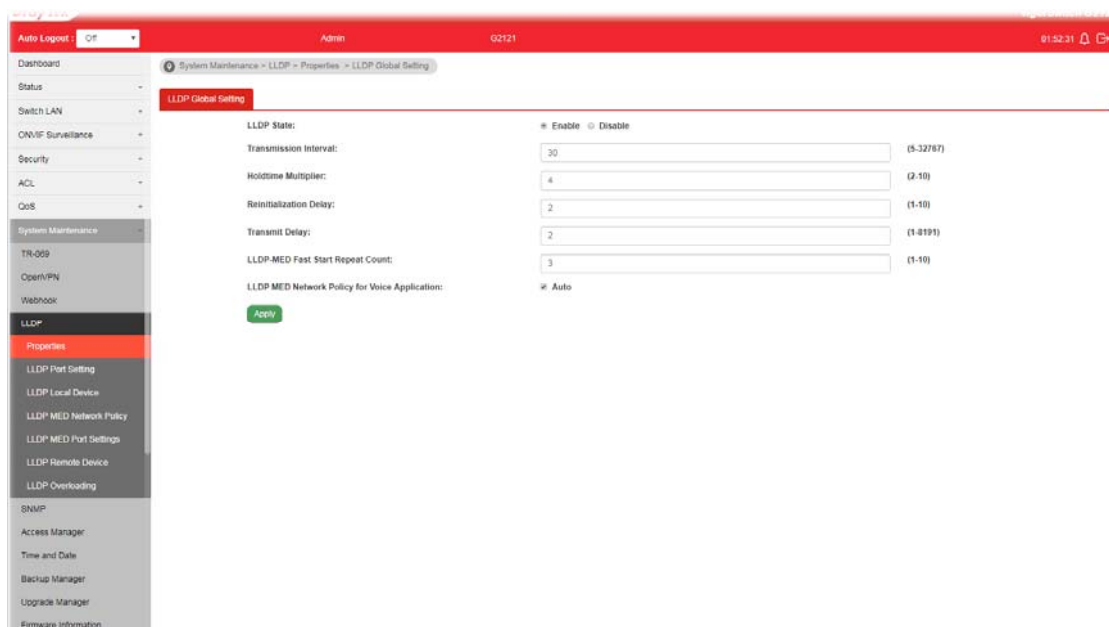 Auto Logout : Off
Admin
G2121
01:52:31
Dashboard
Status
Switch LAN
ONVIF Surveillance
Security
ACL
QoS
System Maintenance
TR-069
OpenVPN
Webhook
LLDP
Properties
LLDP Port Setting
LLDP Local Device
LLDP MED Network Policy
LLDP MED Port Settings
LLDP Remote Device
LLDP Overloading
SNMP
Access Manager
Time and Date
Backup Manager
Upgrade Manager
Firmware Information
System Maintenance > LLDP > Properties > LLDP Global Setting
LLDP Global Setting
LLDP State: Enable Disable
Transmission Interval: 30 (5-32767)
Holdtime Multiplier: 4 (2-10)
Reinitialization Delay: 2 (1-10)
Transmit Delay: 2 (1-8191)
LLDP-MED Fast Start Repeat Count: 3 (1-10)
LLDP MED Network Policy for Voice Application: Auto
Apply